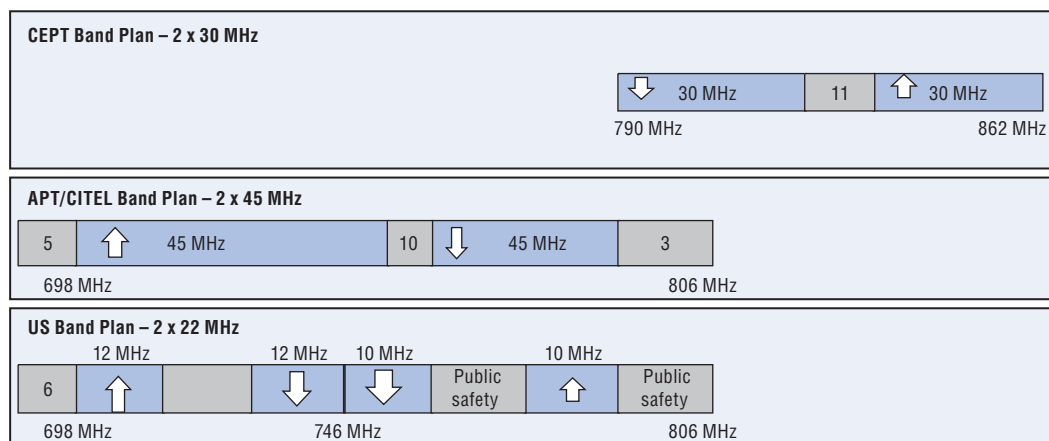 CEPT Band Plan – 2 x 30 MHz
30 MHz 11 30 MHz
790 MHz 862 MHz
APT/CITEL Band Plan – 2 x 45 MHz
5 45 MHz 10 45 MHz 3
698 MHz 806 MHz
US Band Plan – 2 x 22 MHz
12 MHz 12 MHz 10 MHz 10 MHz
6 Public safety Public safety
698 MHz 746 MHz 806 MHz